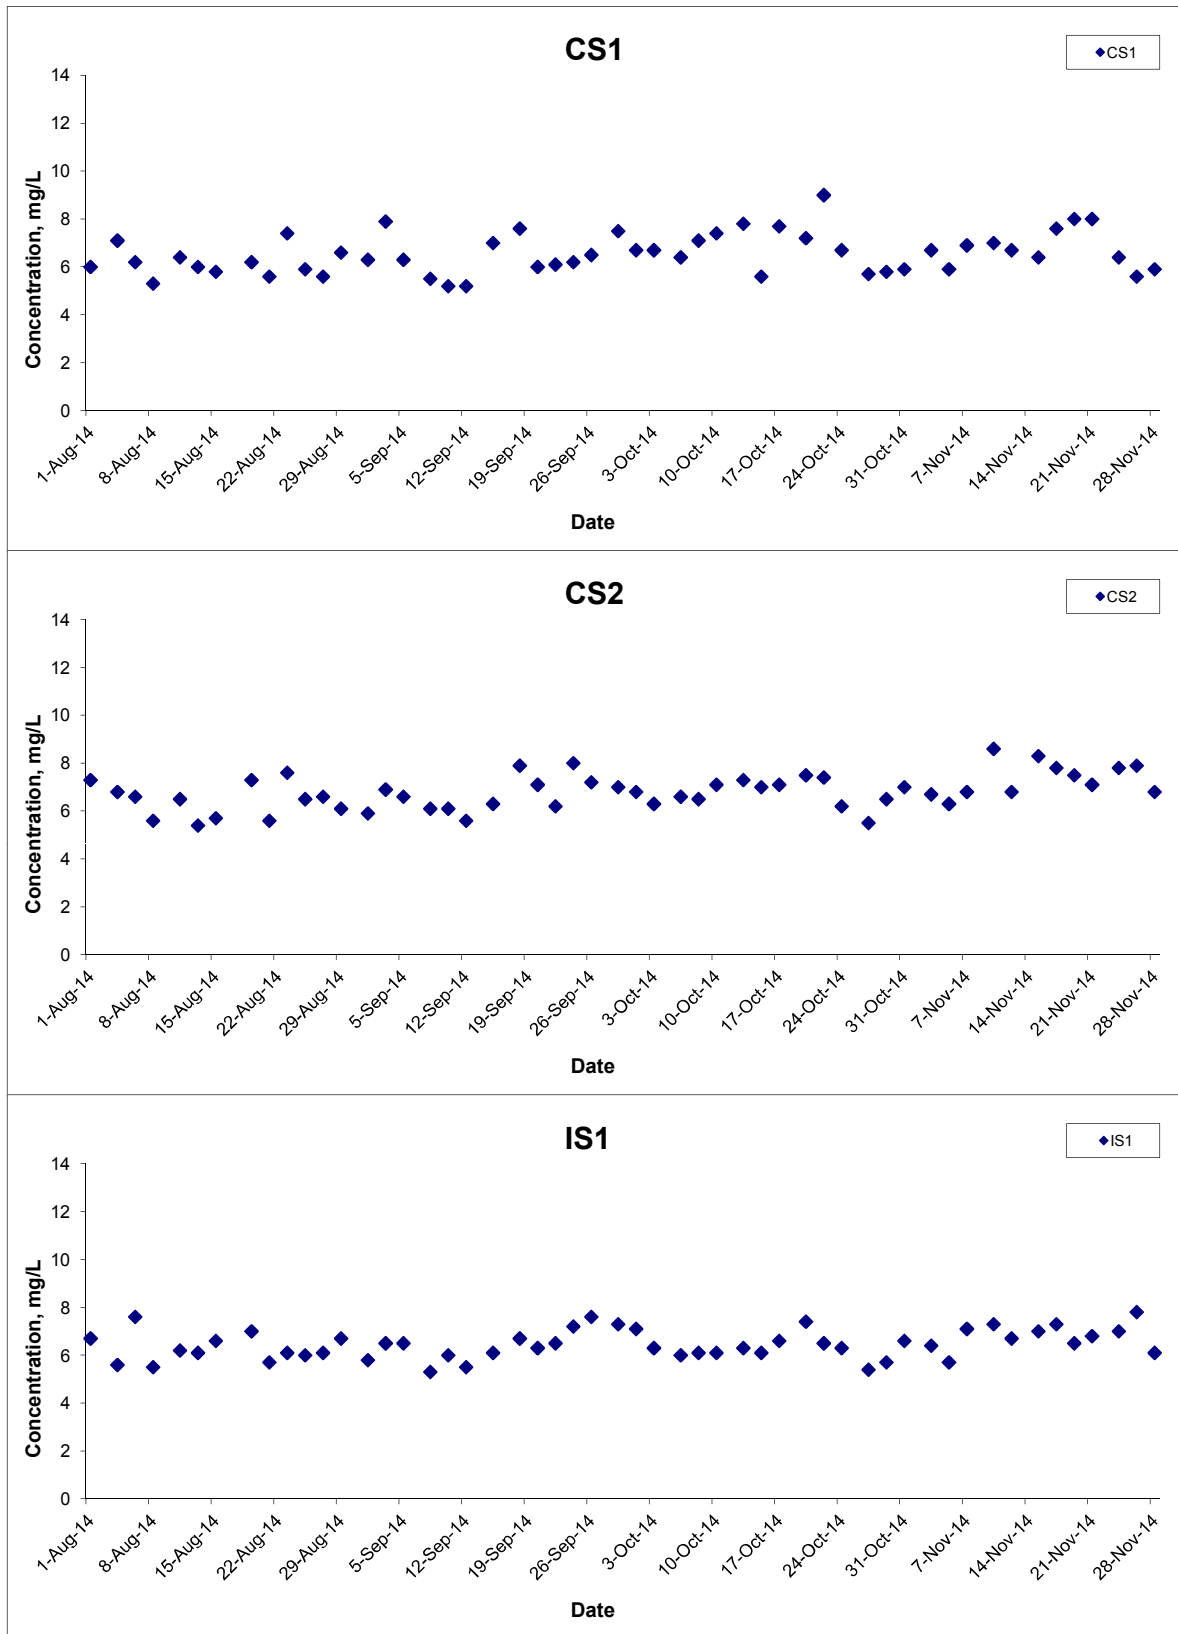 CS1
CS1
Concentration, mg/L
14
12
10
8
6
4
2
0
1-Aug-14
8-Aug-14
15-Aug-14
22-Aug-14
29-Aug-14
5-Sep-14
12-Sep-14
19-Sep-14
26-Sep-14
3-Oct-14
10-Oct-14
17-Oct-14
24-Oct-14
31-Oct-14
7-Nov-14
14-Nov-14
21-Nov-14
28-Nov-14
Date
CS2
CS2
Concentration, mg/L
14
12
10
8
6
4
2
0
1-Aug-14
8-Aug-14
15-Aug-14
22-Aug-14
29-Aug-14
5-Sep-14
12-Sep-14
19-Sep-14
26-Sep-14
3-Oct-14
10-Oct-14
17-Oct-14
24-Oct-14
31-Oct-14
7-Nov-14
14-Nov-14
21-Nov-14
28-Nov-14
Date
IS1
IS1
Concentration, mg/L
14
12
10
8
6
4
2
0
1-Aug-14
8-Aug-14
15-Aug-14
22-Aug-14
29-Aug-14
5-Sep-14
12-Sep-14
19-Sep-14
26-Sep-14
3-Oct-14
10-Oct-14
17-Oct-14
24-Oct-14
31-Oct-14
7-Nov-14
14-Nov-14
21-Nov-14
28-Nov-14
Date